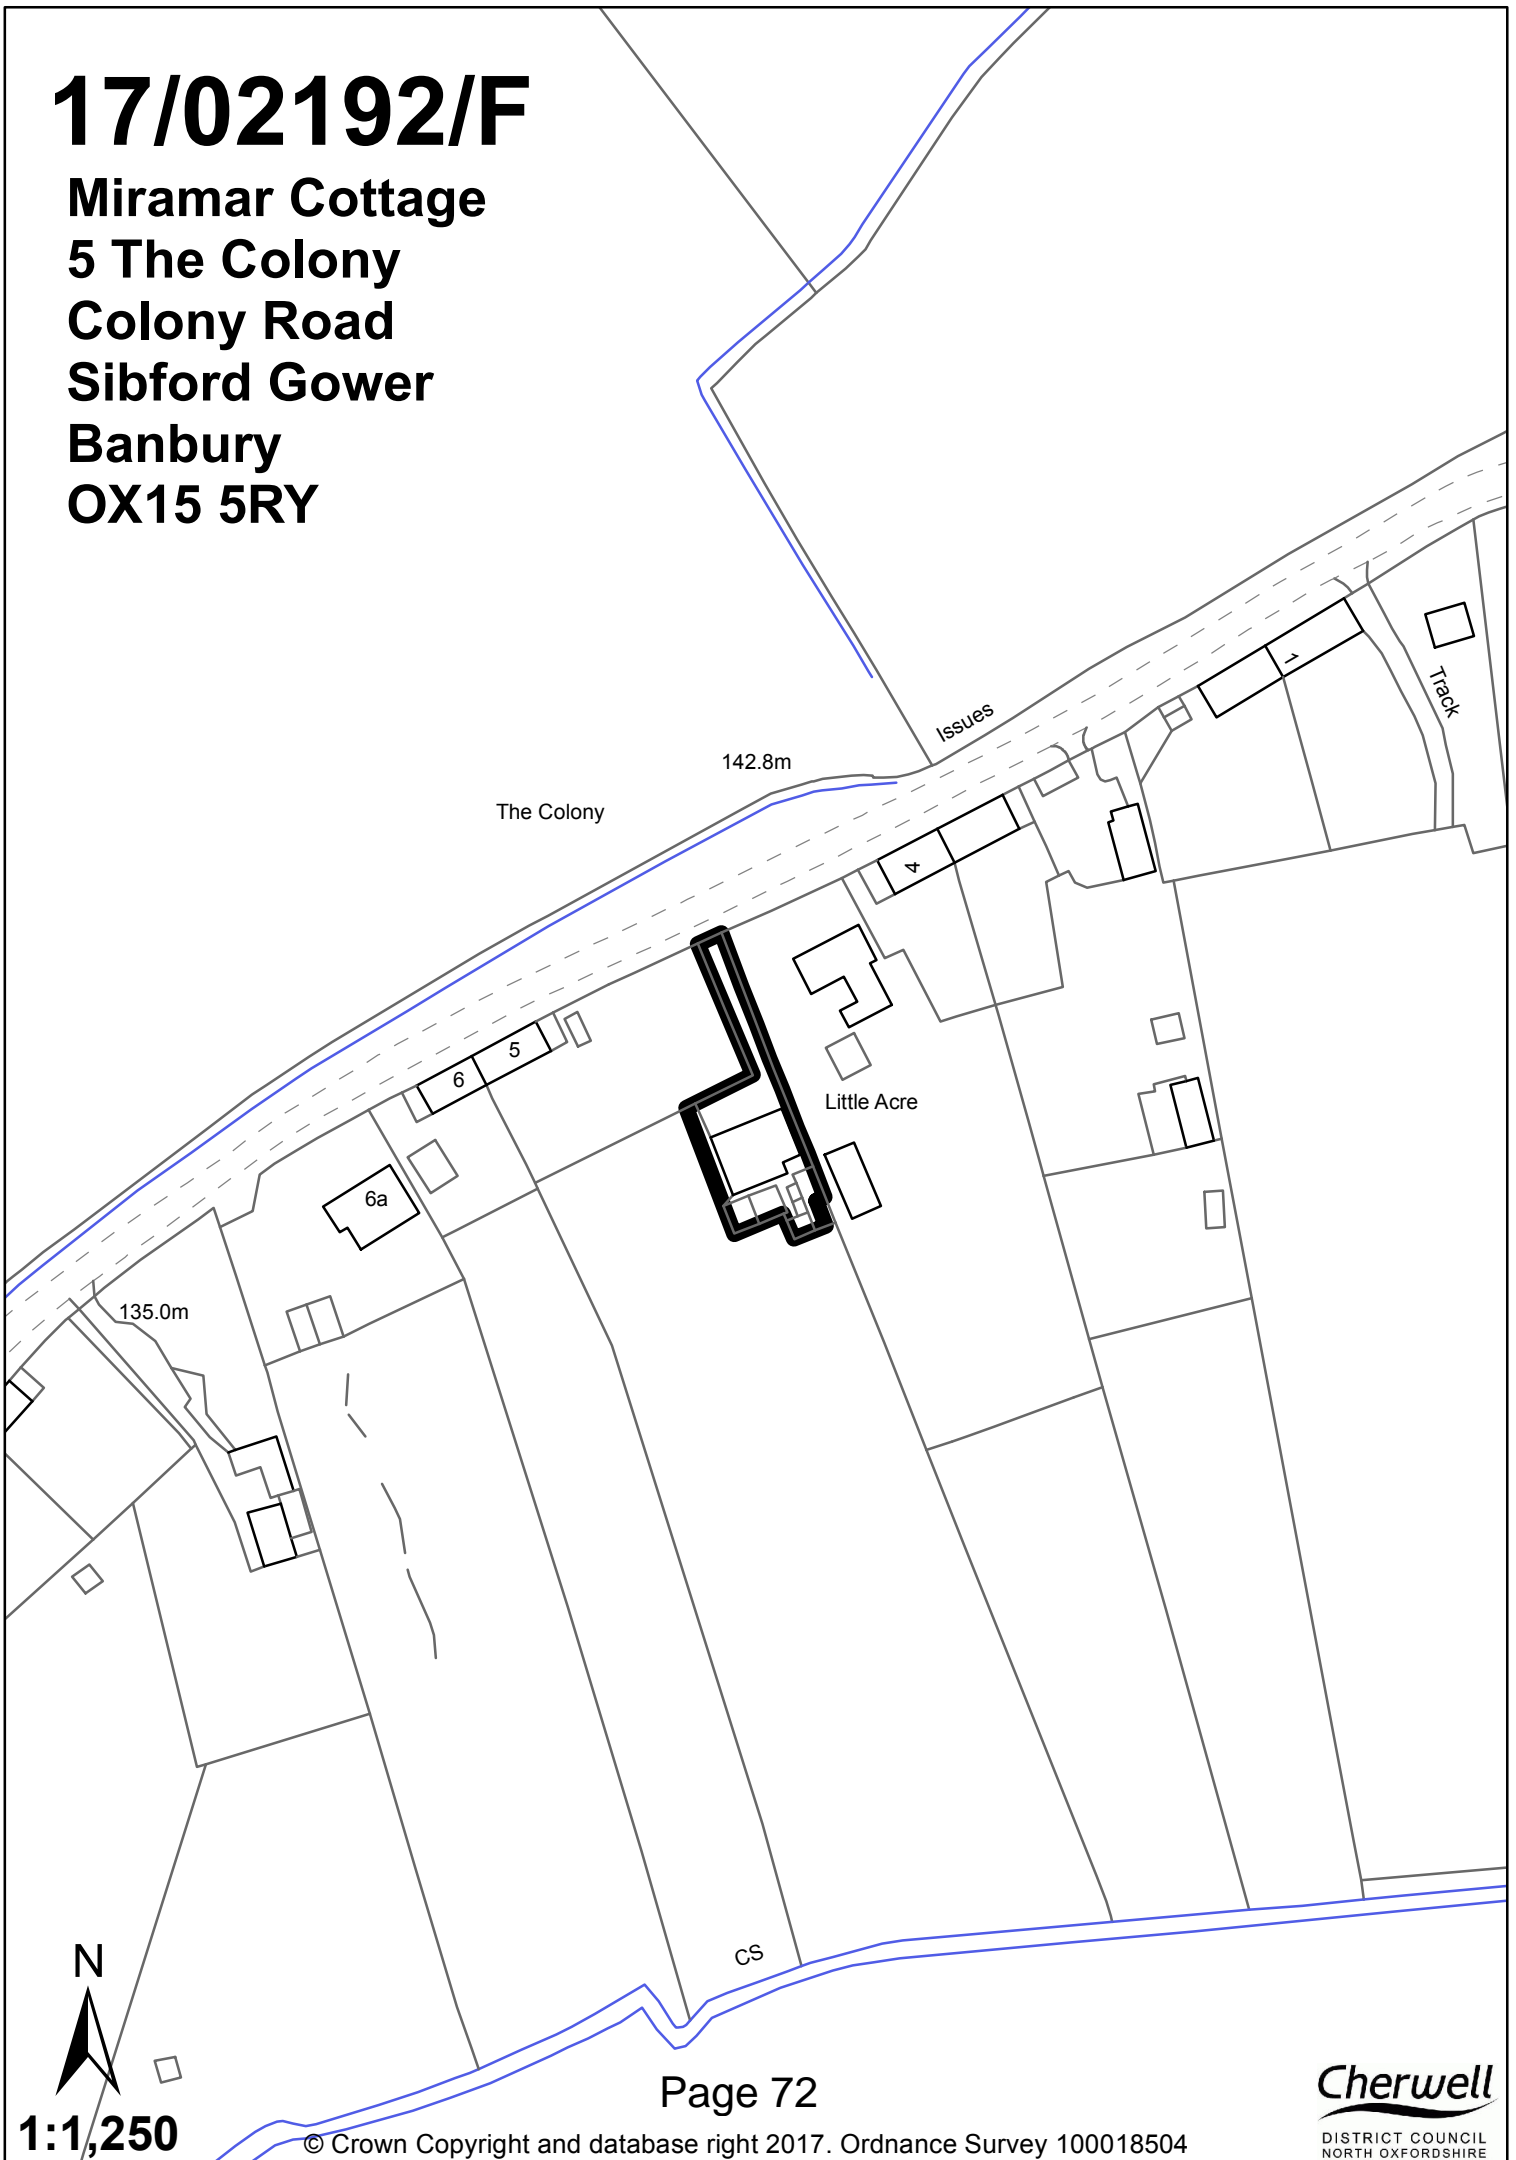 17/02192/F
Miramar Cottage
5 The Colony
Colony Road
Sibford Gower
Banbury
OX15 5RY
1
Track
Issues
142.8m
The Colony
4
5
6
Little Acre
6a
135.0m
CS
N
1:1,250
Page 72
© Crown Copyright and database right 2017. Ordnance Survey 100018504
Cherwell
DISTRICT COUNCIL
NORTH OXFORDSHIRE